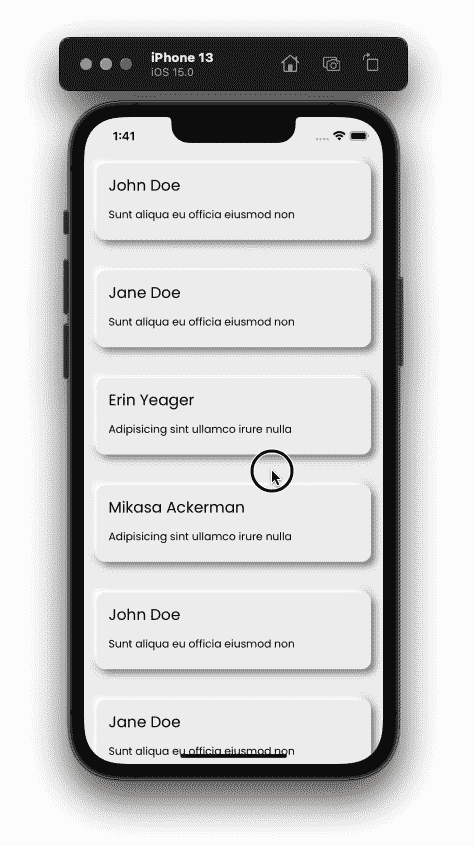 iPhone 13
iOS 15.0
1:41
John Doe
Sunt aliqua eu officia eiusmod non
Jane Doe
Sunt aliqua eu officia eiusmod non
Erin Yeager
Adipisicing sint ullamco irure nulla
Mikasa Ackerman
Adipisicing sint ullamco irure nulla
John Doe
Sunt aliqua eu officia eiusmod non
Jane Doe
Sunt aliqua eu officia eiusmod non